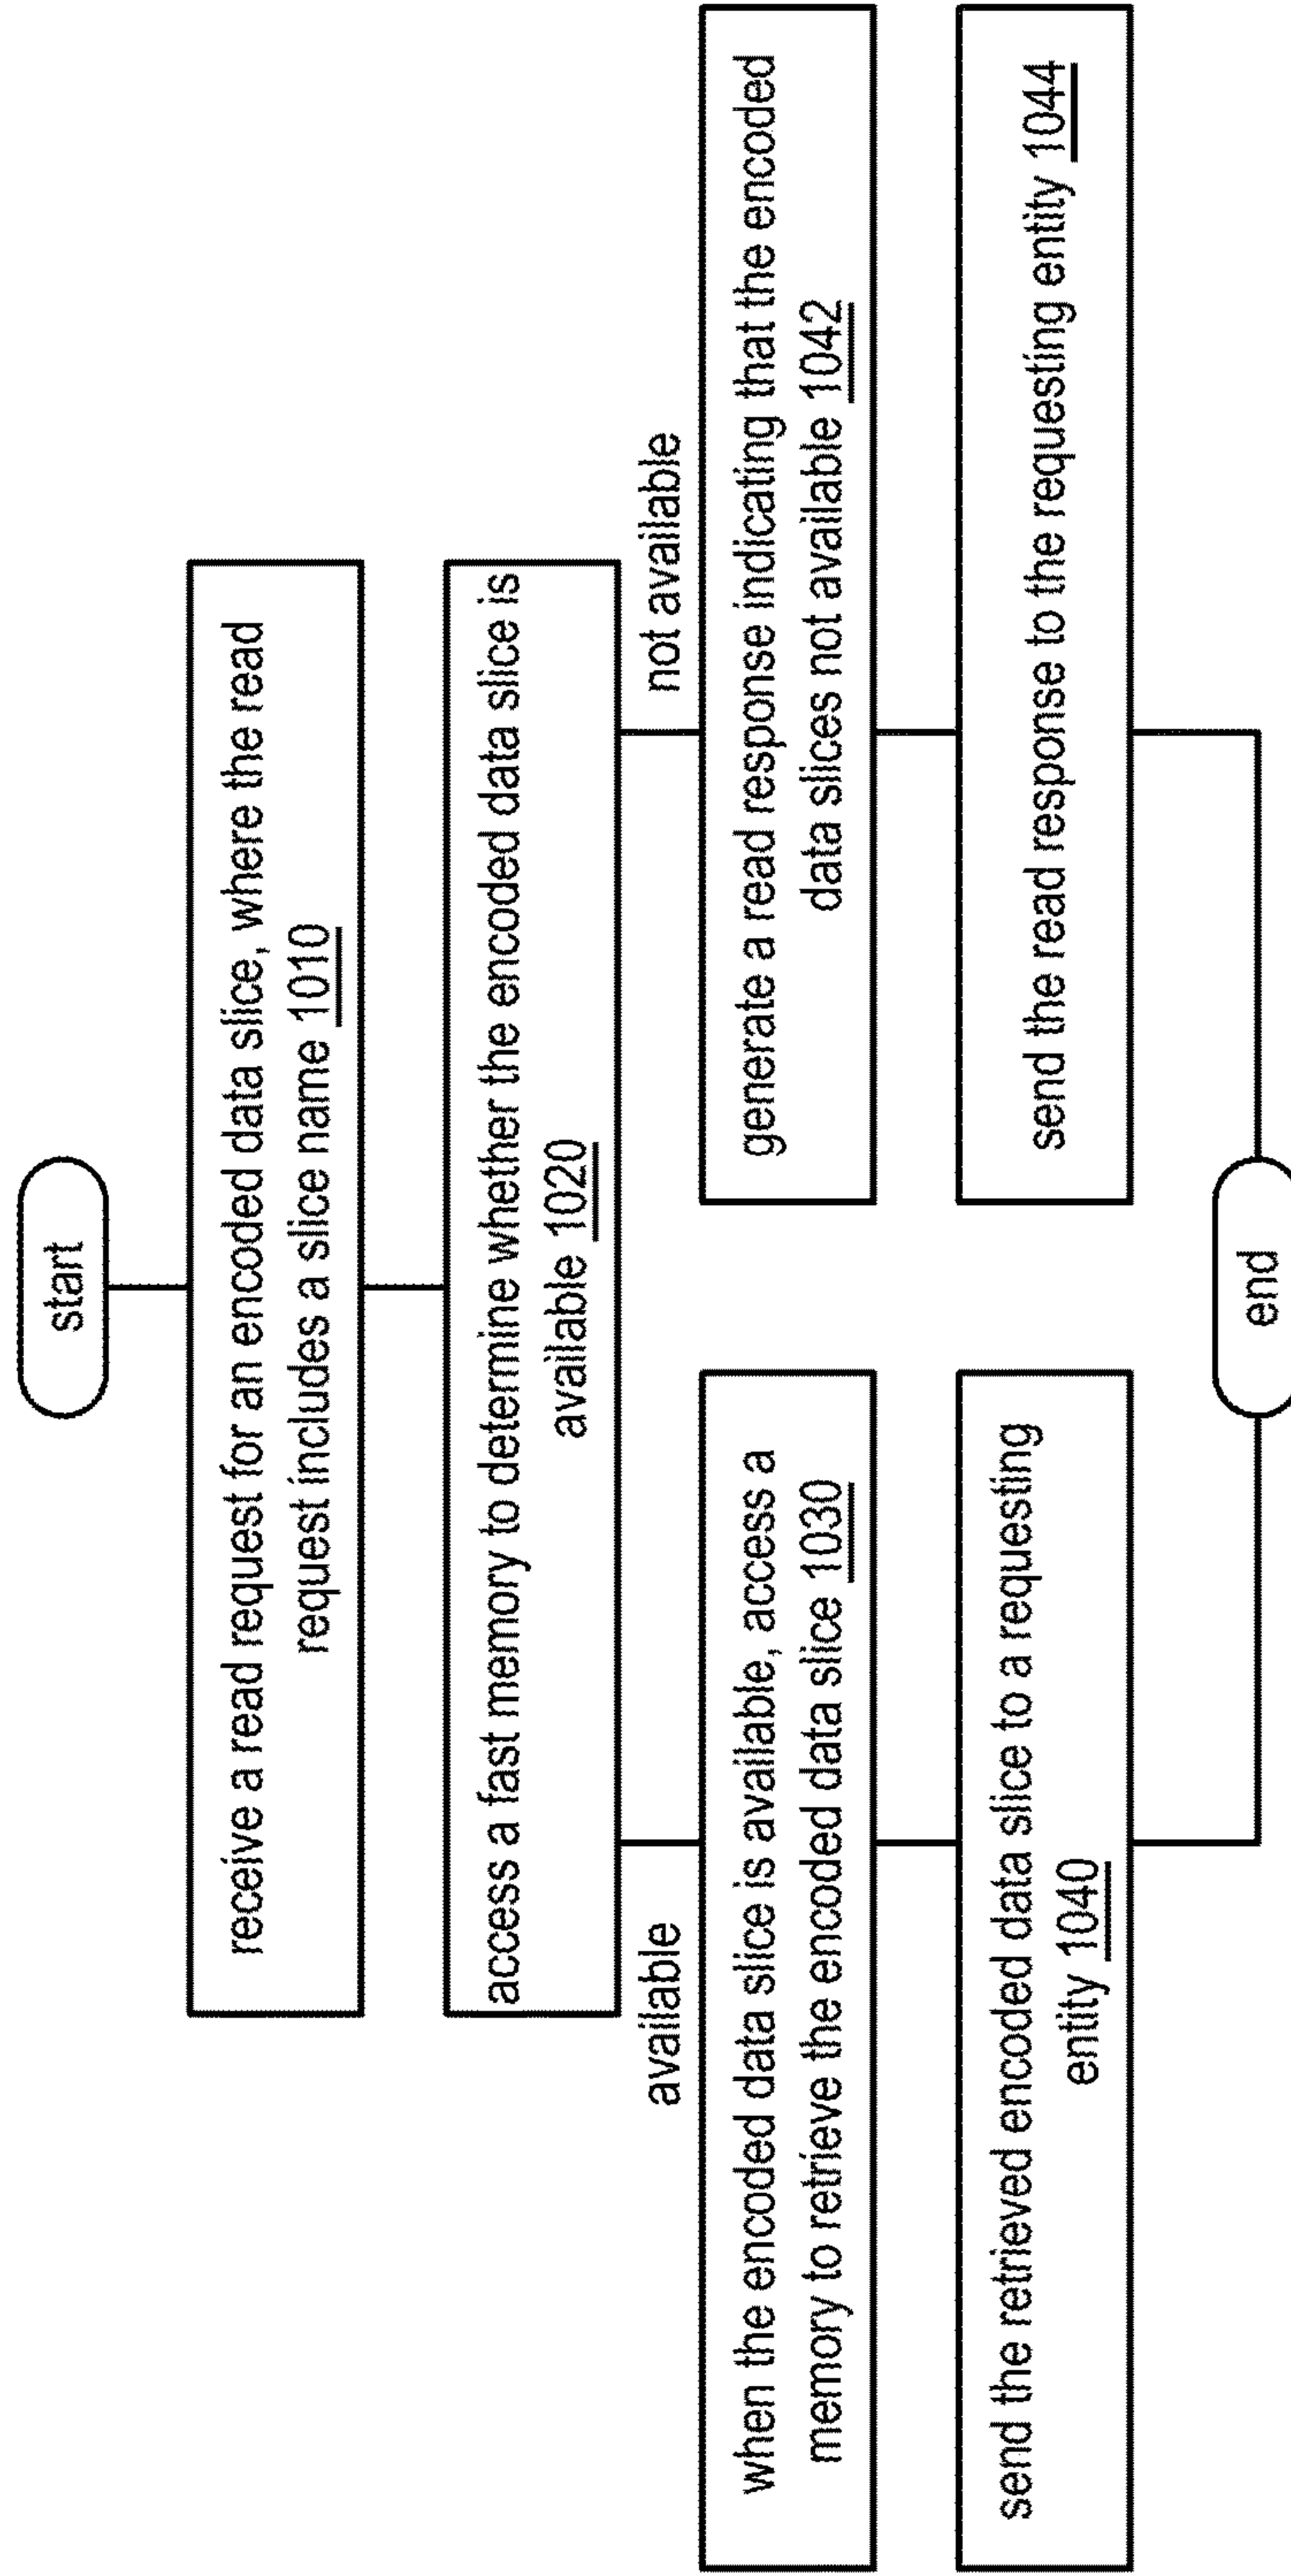 start
receive a read request for an encoded data slice, where the read
request includes a slice name 1010
access a fast memory to determine whether the encoded data slice is
available 1020
available
not available
when the encoded data slice is available, access a
memory to retrieve the encoded data slice 1030
generate a read response indicating that the encoded
data slices not available 1042
send the retrieved encoded data slice to a requesting
entity 1040
send the read response to the requesting entity 1044
end